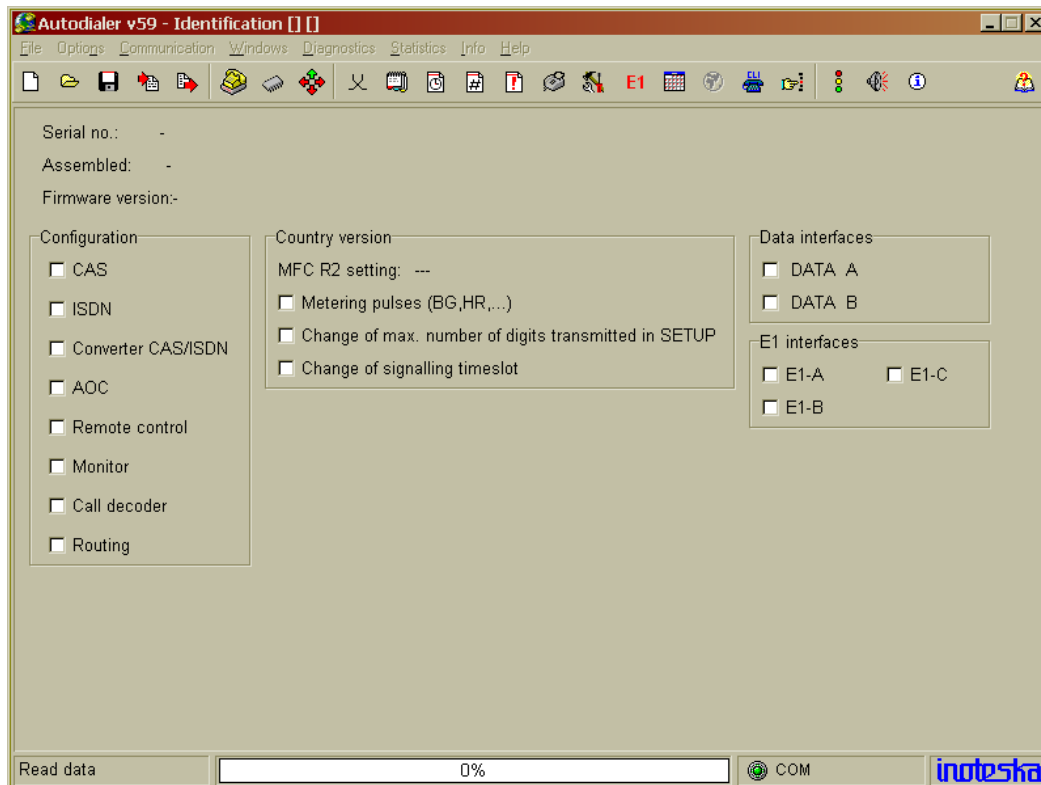 Autodialer v59 - Identification [] []
File Options Communication Windows Diagnostics Statistics Info Help
E1 CLI
Serial no.: -
Assembled: -
Firmware version:-
Configuration
CAS
ISDN
Converter CAS/ISDN
AOC
Remote control
Monitor
Call decoder
Routing
Country version
MFC R2 setting: ---
Metering pulses (BG,HR,...)
Change of max. number of digits transmitted in SETUP
Change of signalling timeslot
Data interfaces
DATA A
DATA B
E1 interfaces
E1-A E1-C
E1-B
Read data 0% COM inoteska